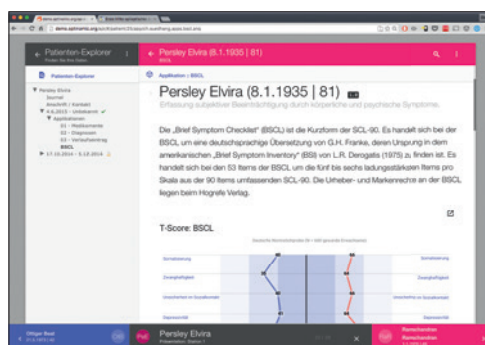 Patienten-Explorer
Persley Elvira (8.1.1935 | 81)
Patienten-Explorer
Applikation » BSCL
Persley Elvira
Journal
Anschrift / Kontakt
4.6.2015 - Unbekannt
Applikationen
01 - Medikamente
02 - Diagnosen
03 - Verlaufseintrag
BSCL
17.10.2014 - 5.12.2014
Persley Elvira (8.1.1935 | 81)
Erfassung subjektiver Beeinträchtigung durch körperliche und psychische Symptome.
Die „Brief Symptom Checklist“ (BSCL) ist die Kurzform der SCL-90. Es handelt sich bei der
BSCL um eine deutschsprachige Übersetzung von G.H. Franke, deren Ursprung in dem
amerikanischen „Brief Symptom Inventory“ (BSI) von L.R. Derogatis (1975) zu finden ist. Es
handelt sich bei den 53 Items der BSCL um die fünf bis sechs ladungsstärksten Items pro
Skala aus der 90 Items umfassenden SCL-90. Die Urheber- und Markenrechte an der BSCL
liegen beim Hogrefe Verlag.
T-Score: BSCL
Somatisierung
Somatisierung
Zwanghaftigkeit
Zwanghaftigkeit
Unsicherheit im Sozialkontakt
Unsicherheit im Sozialkontakt
Depressivität
Depressivität
Persley Elvira
Ramachandran
Ramachandran